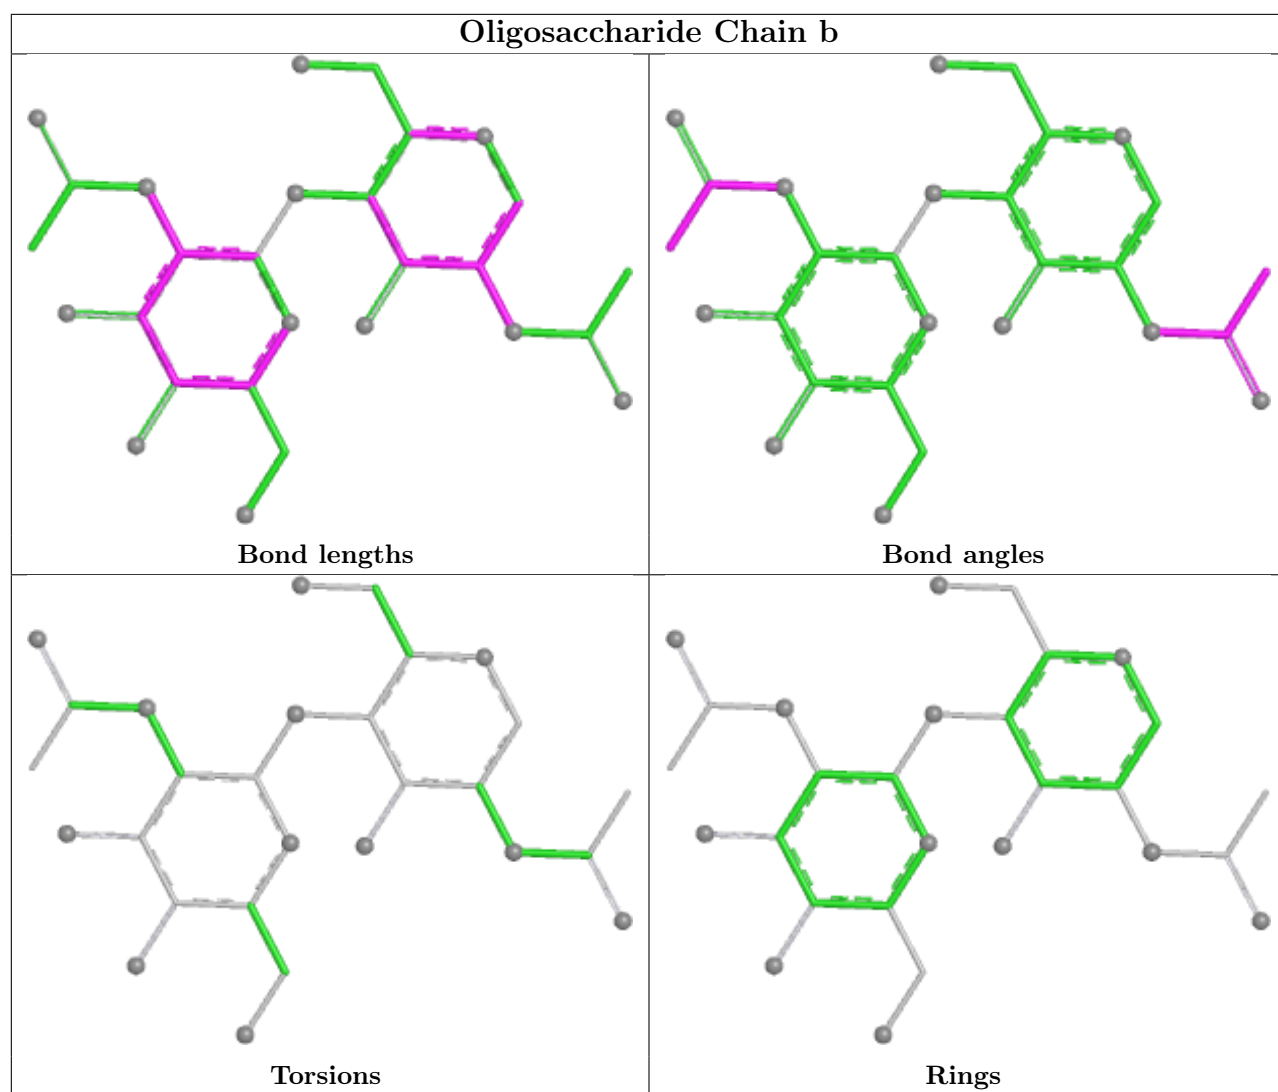 Oligosaccharide Chain b
Bond lengths
Bond angles
Torsions
Rings